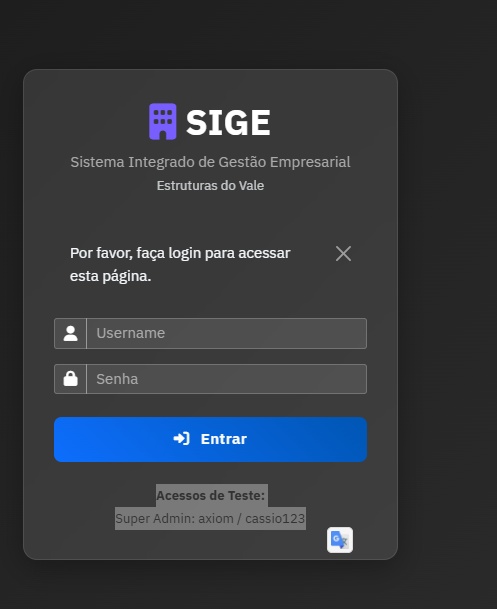 SIGE
Sistema Integrado de Gestão Empresarial
Estruturas do Vale
Por favor, faça login para acessar
esta página.
Username
Senha
Entrar
Acessos de Teste:
Super Admin: axiom / cassio123